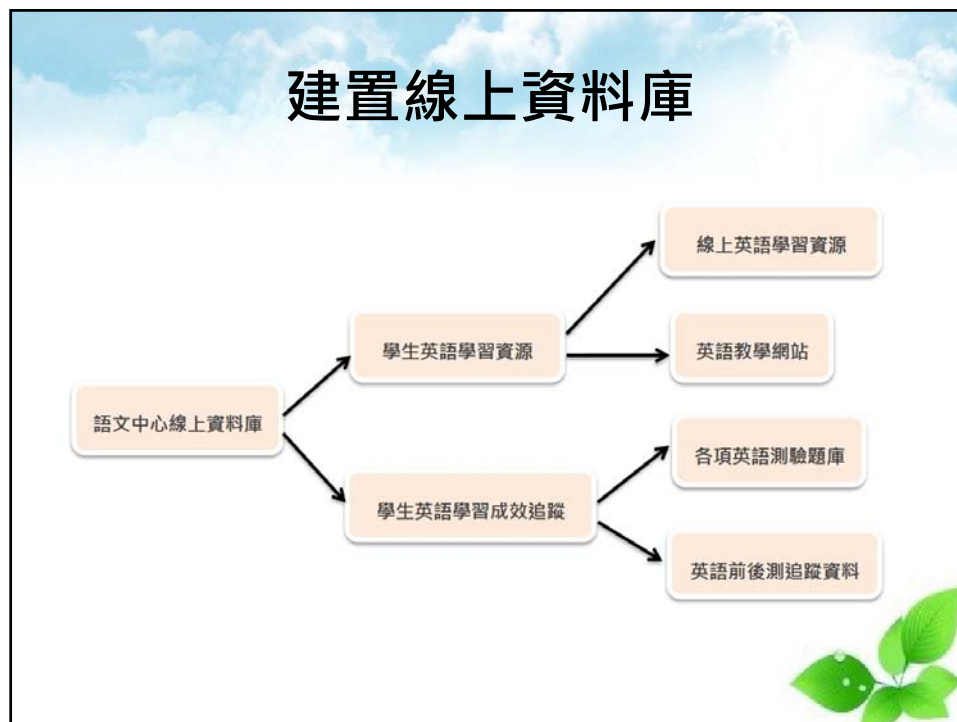 建置線上資料庫
線上英語學習資源
學生英語學習資源
英語教學網站
語文中心線上資料庫
各項英語測驗題庫
學生英語學習成效追蹤
英語前後測追蹤資料